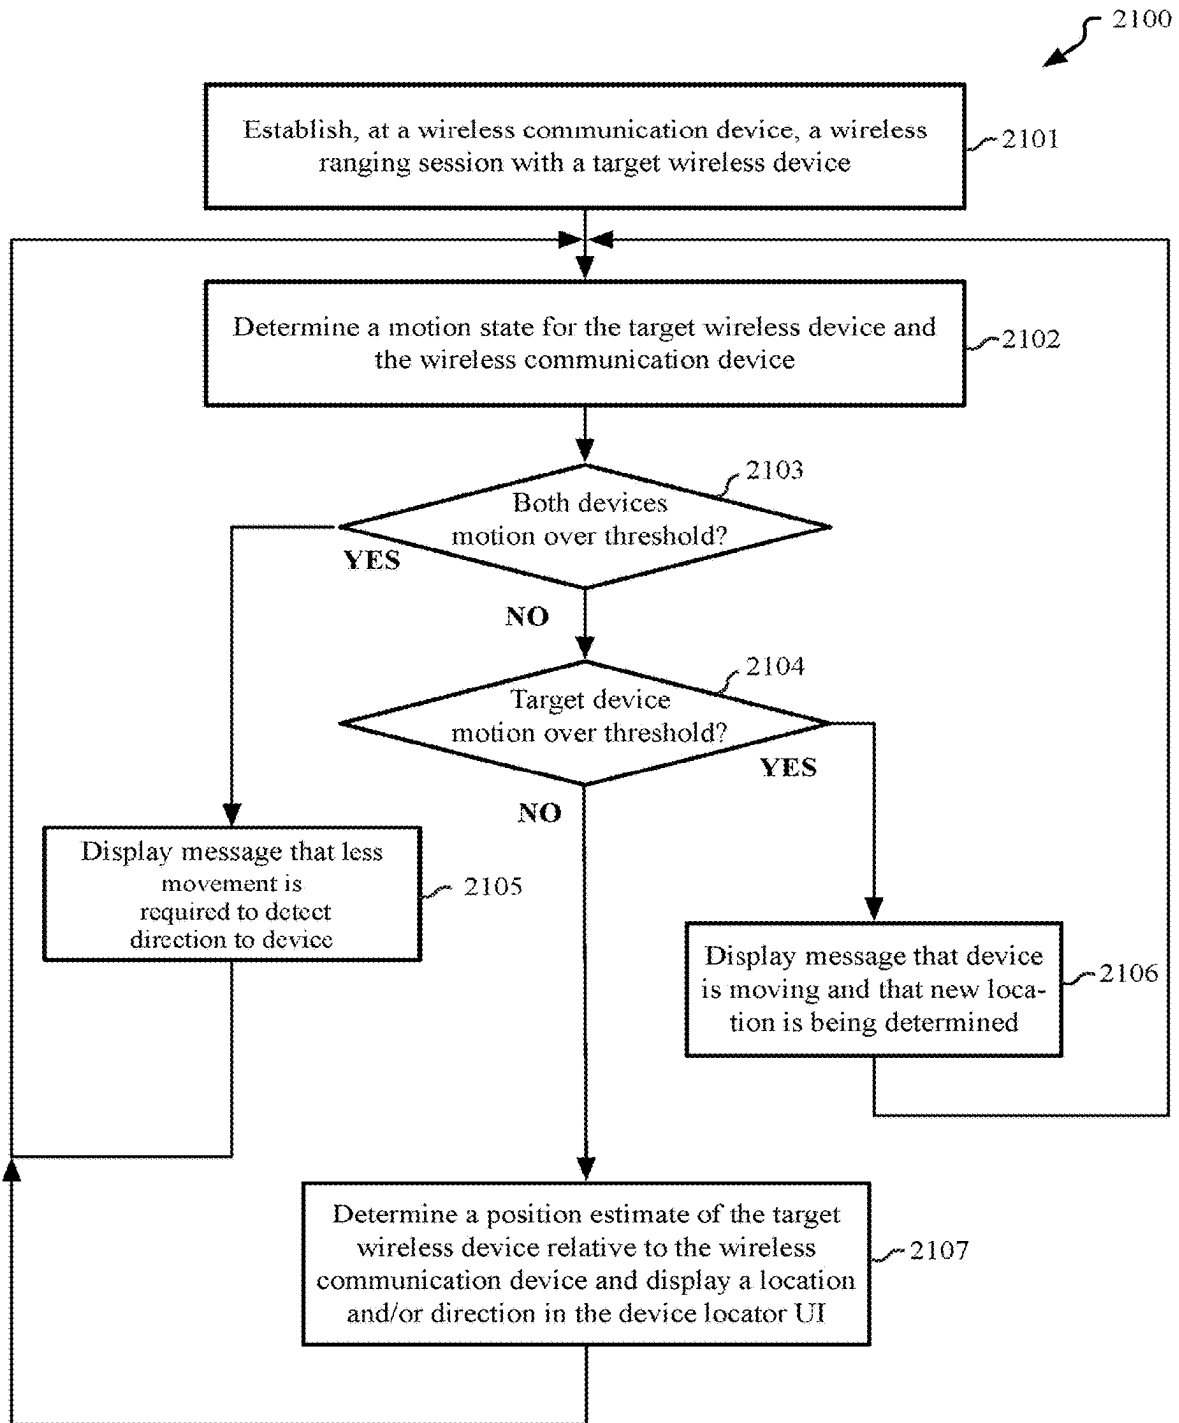 2100
Establish, at a wireless communication device, a wireless
ranging session with a target wireless device
2101
Determine a motion state for the target wireless device and
the wireless communication device
2102
2103
Both devices
motion over threshold?
YES
NO
2104
Target device
motion over threshold?
YES
NO
Display message that less
movement is
required to detect
direction to device
2105
Display message that device
is moving and that new loca-
tion is being determined
2106
Determine a position estimate of the target
wireless device relative to the wireless
communication device and display a location
and/or direction in the device locator UI
2107